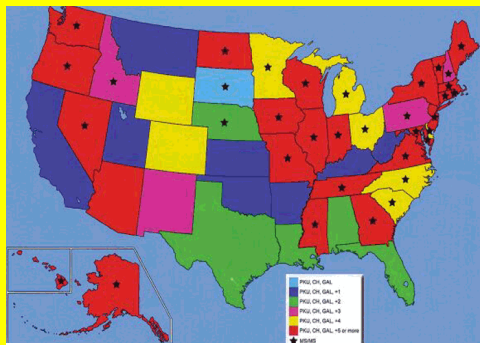 PKU, CH, GAL
PKU, CH, GAL, +1
PKU, CH, GAL, +2
PKU, CH, GAL, +3
PKU, CH, GAL, +4
PKU, CH, GAL, +5 or more
MS/MS